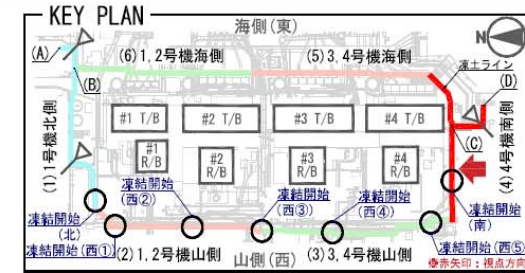 KEY PLAN
海側(東)
N
(A)
(B)
(6)1,2号機海側
(5)3,4号機海側
凍土ライン
(D)
(C)
(1)1号機北側
(4)4号機南側
#1 T/B
#2 T/B
#3 T/B
#4 T/B
#1
R/B
#2
R/B
#3
R/B
#4
R/B
凍結開始
(西②)
凍結開始
(西③)
凍結開始
(西④)
凍結開始
(北)
凍結開始
(南)
凍結開始(西①)
(2)1,2号機山側
山側(西)
(3)3,4号機山側
凍結開始(西⑤)
※赤矢印：視点方向